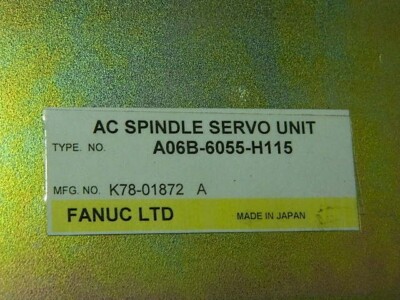 AC SPINDLE SERVO UNIT
TYPE. NO. A06B-6055-H115
MFG. NO. K78-01872 A
FANUC LTD MADE IN JAPAN